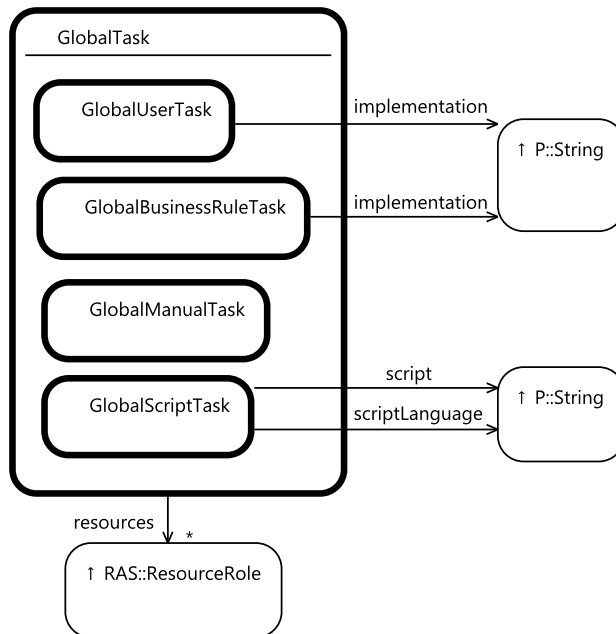 GlobalTask
GlobalUserTask
implementation
↑ P::String
GlobalBusinessRuleTask
implementation
GlobalManualTask
GlobalScriptTask
script
scriptLanguage
↑ P::String
resources
*
↑ RAS::ResourceRole